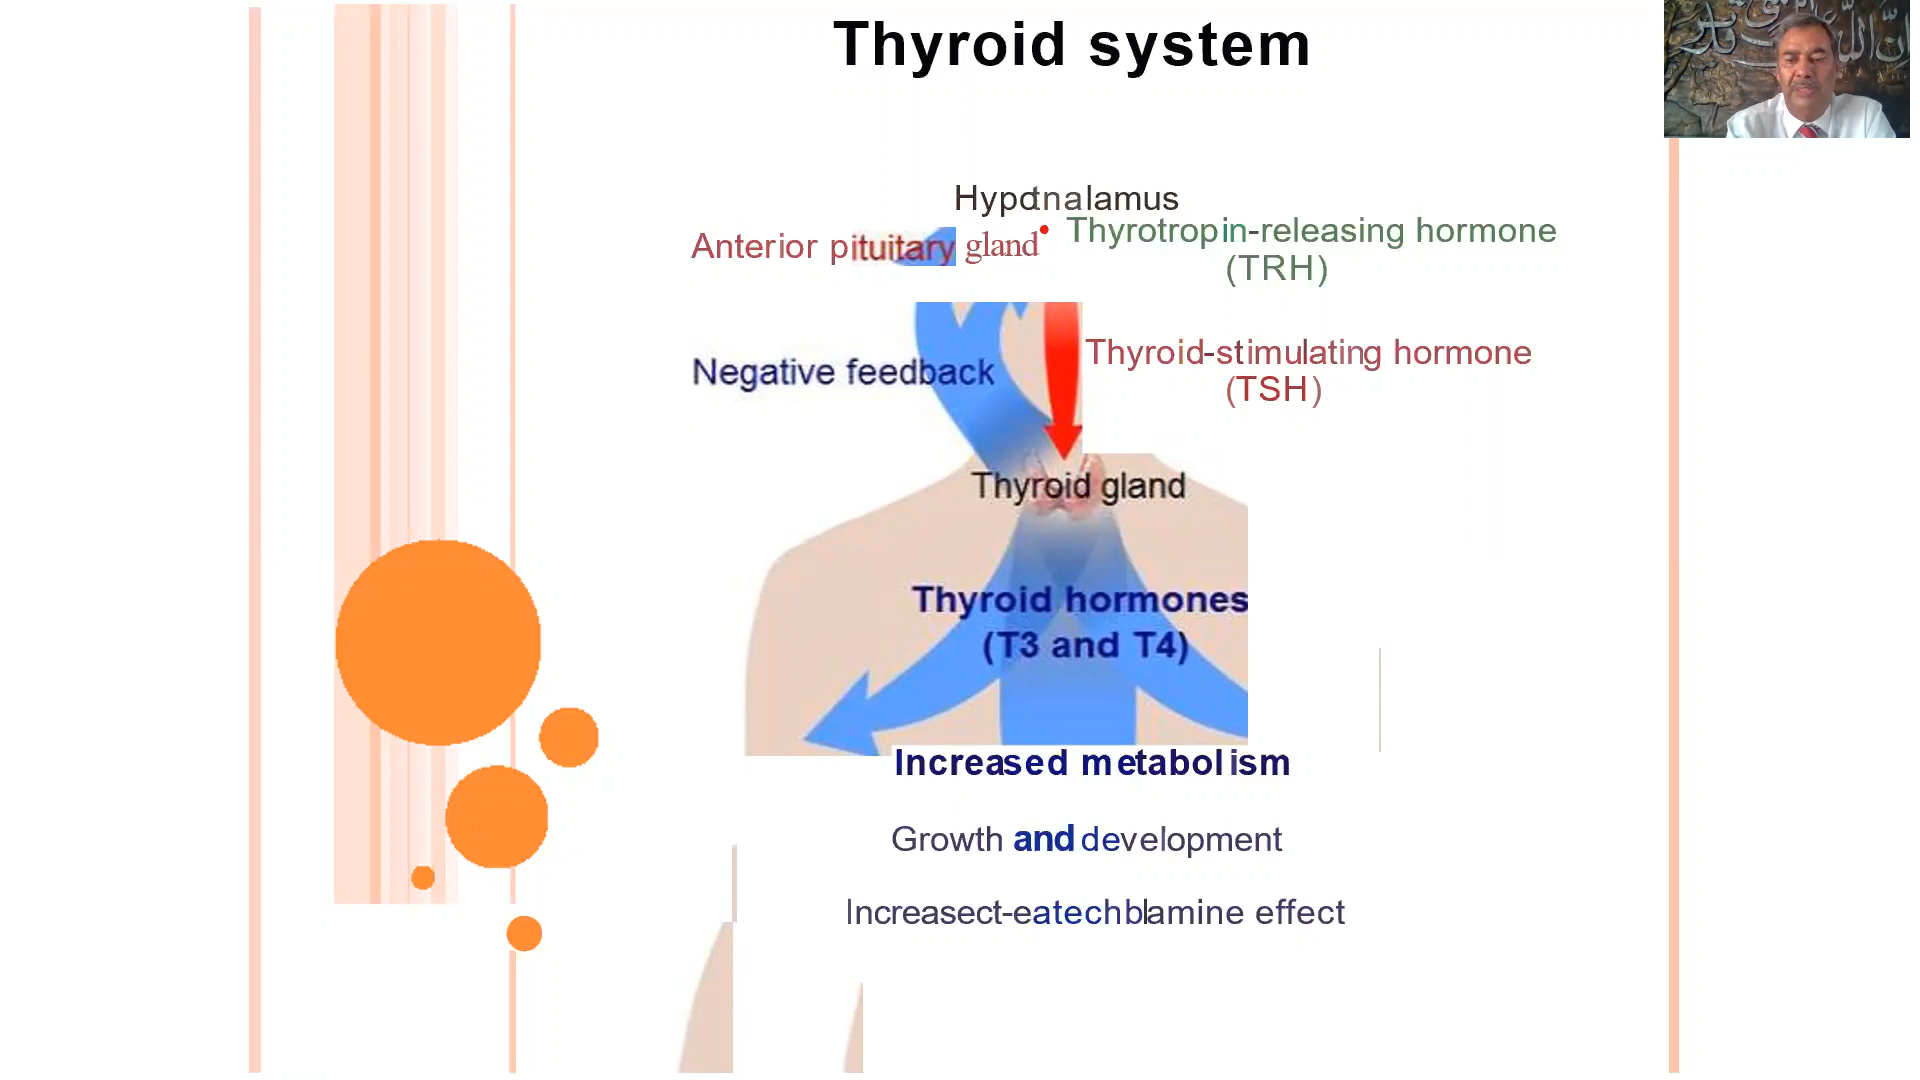 Thyroid system
Hypothalamus
Anterior pituitary gland
Thyrotropin-releasing hormone
(TRH)
Negative feedback
Thyroid-stimulating hormone
(TSH)
Thyroid gland
Thyroid hormones
(T3 and T4)
Increased metabolism
Growth and development
Increasect-eatechblamine effect